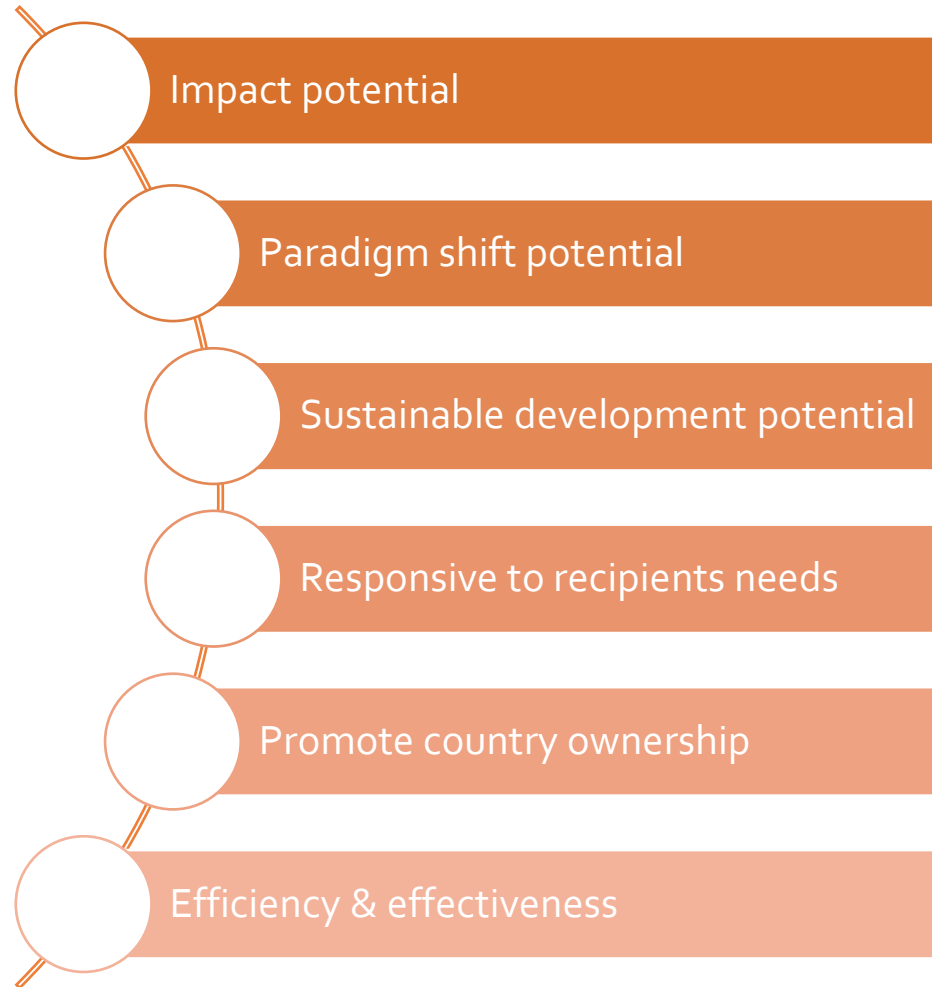 Impact potential
Paradigm shift potential
Sustainable development potential
Responsive to recipients needs
Promote country ownership
Efficiency & effectiveness